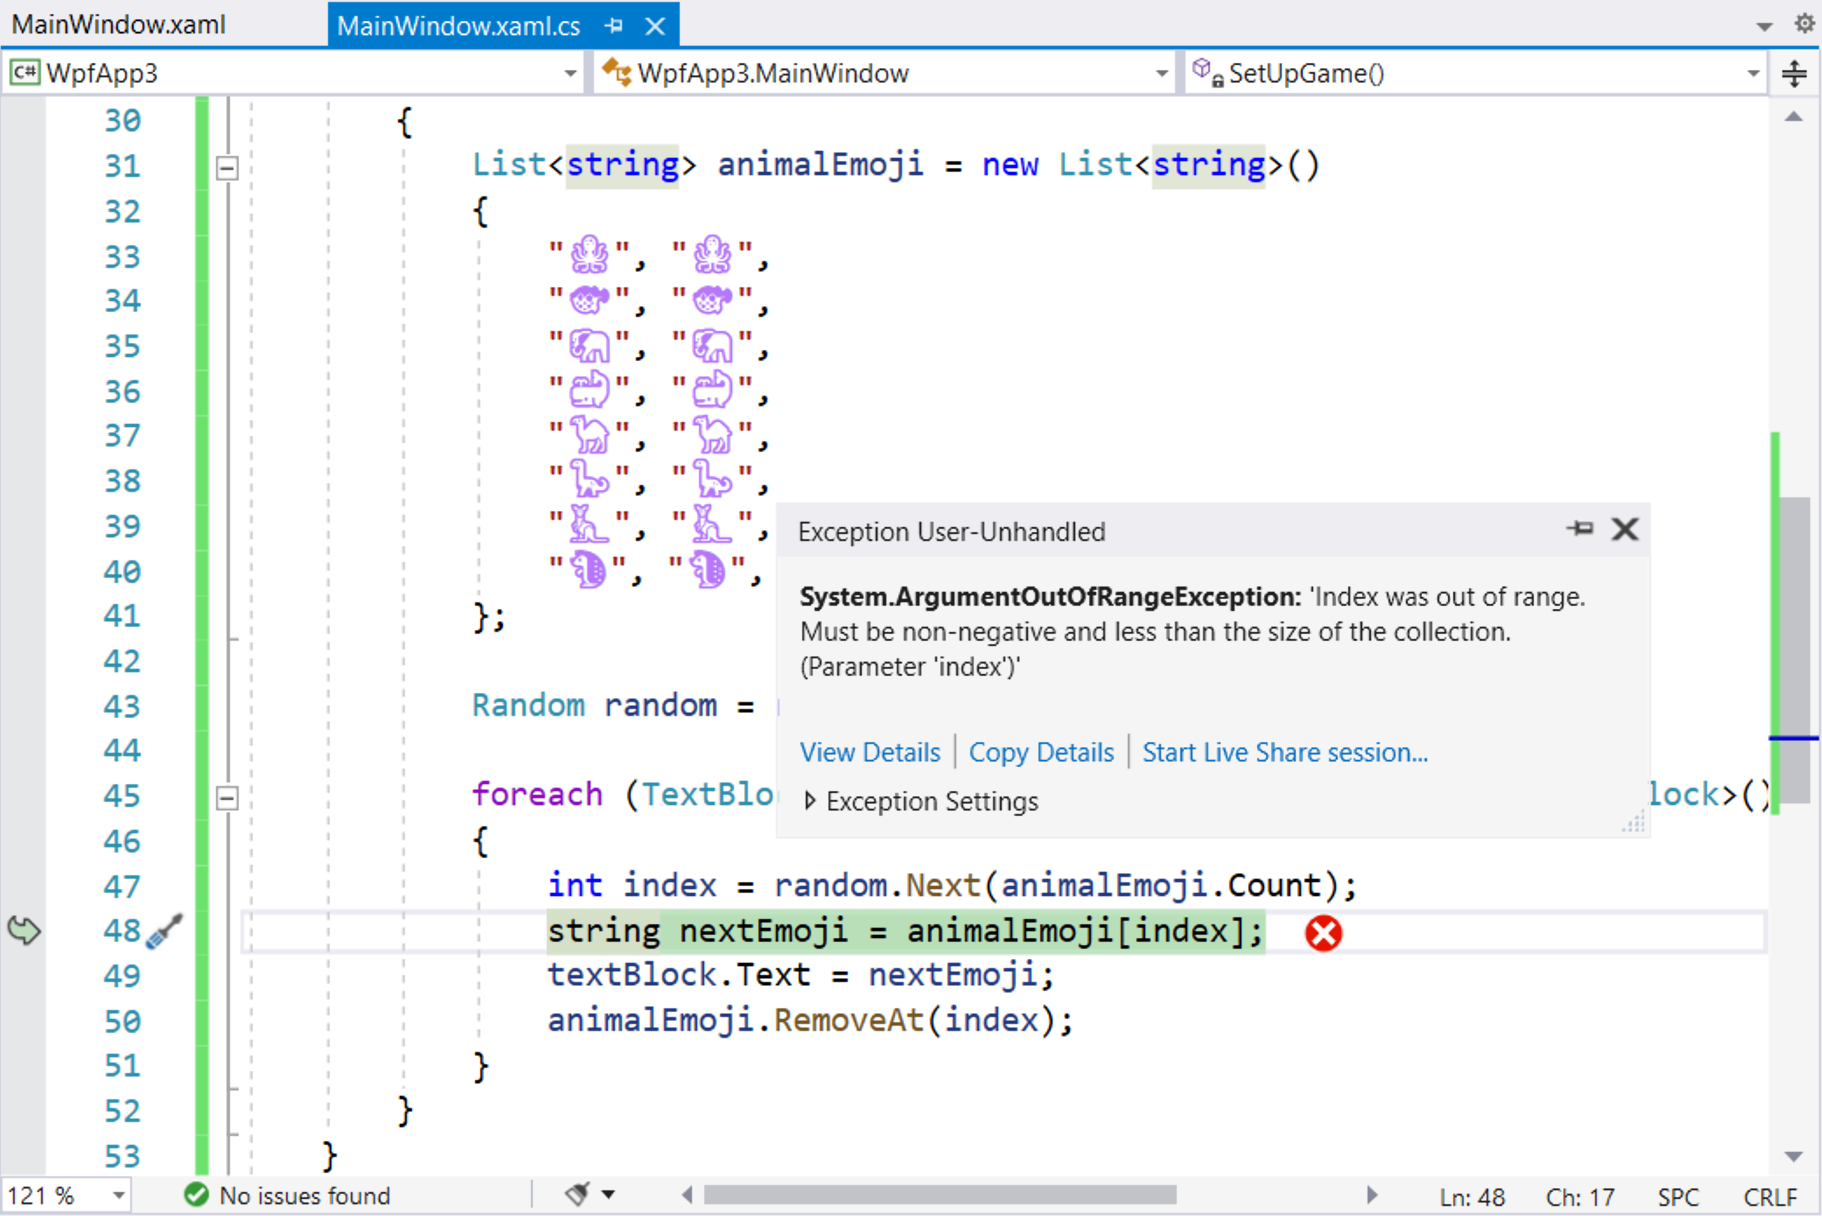 MainWindow.xaml MainWindow.xaml.cs
C# WpfApp3 WpfApp3.MainWindow SetUpGame()
30 {
31 List<string> animalEmoji = new List<string>()
32 {
33 "🐙", "🐙",
34 "🐡", "🐡",
35 "🐘", "🐘",
36 "🐳", "🐳",
37 "🐪", "🐪",
38 "🦕", "🦕",
39 "🦘", "🦘",
40 "🦔", "🦔",
41 };
42
43 Random random =
44
45 foreach (TextBlo lock>()
46 {
47 int index = random.Next(animalEmoji.Count);
48 string nextEmoji = animalEmoji[index];
49 textBlock.Text = nextEmoji;
50 animalEmoji.RemoveAt(index);
51 }
52 }
53 }
Exception User-Unhandled
System.ArgumentOutOfRangeException: 'Index was out of range.
Must be non-negative and less than the size of the collection.
(Parameter 'index')'
View Details Copy Details Start Live Share session...
Exception Settings
121 % No issues found Ln: 48 Ch: 17 SPC CRLF